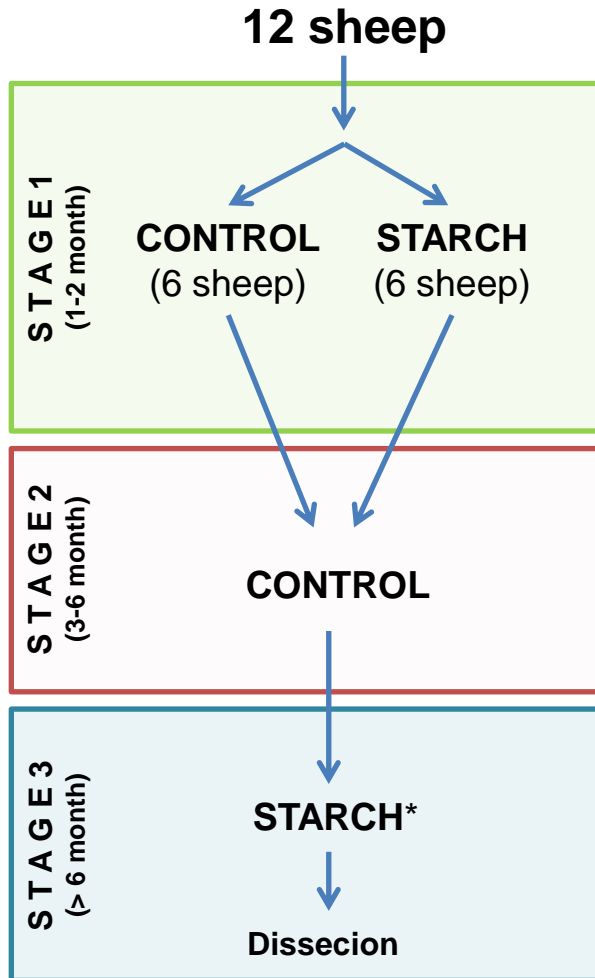 12 sheep
STAGE1
(1-2 month)
CONTROL
(6 sheep)
STARCH
(6 sheep)
STAGE2
(3-6 month)
CONTROL
STAGE3
(> 6 month)
STARCH*
Dissecion